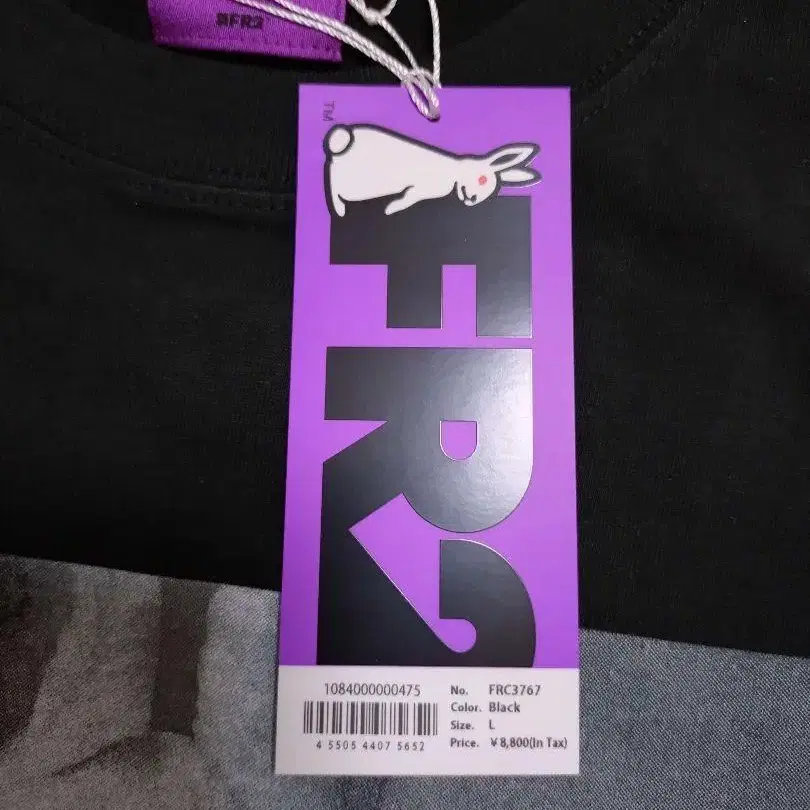 #FR2
TM
FR2
1084000000475
4 5505 4407 5652
No. FRC3767
Color. Black
Size. L
Price. ¥8,800(In Tax)